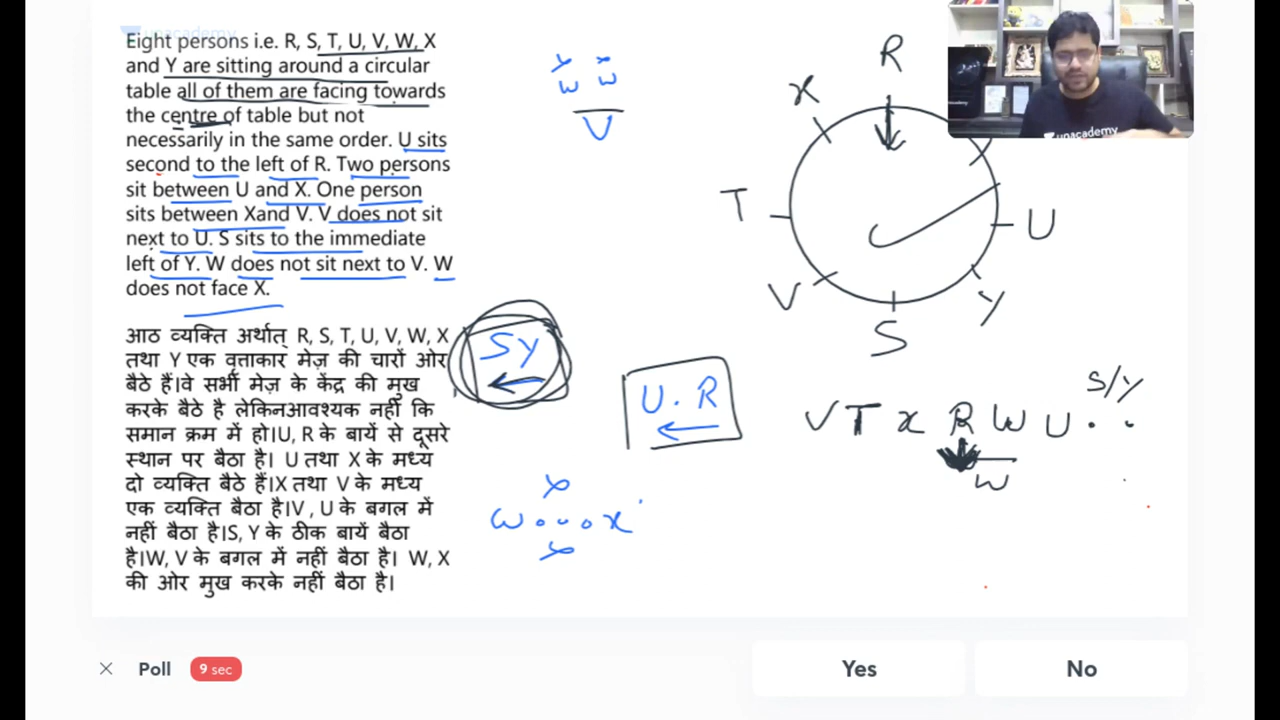 Eight persons i.e. R, S, T, U, V, W, X
and Y are sitting around a circular
table all of them are facing towards
the centre of table but not
necessarily in the same order. U sits
second to the left of R. Two persons
sit between U and X. One person
sits between Xand V. V does not sit
next to U. S sits to the immediate
left of Y. W does not sit next to V. W
does not face X.
आठ व्यक्ति अर्थात् R, S, T, U, V, W, X
तथा Y एक वृत्ताकार मेज़ की चारों ओर
बैठे हैं।वे सभी मेज़ के केंद्र की मुख
करके बैठे है लेकिनआवश्यक नहीं कि
समान क्रम में हो।U, R के बायें से दूसरे
स्थान पर बैठा है। U तथा X के मध्य
दो व्यक्ति बैठे हैं।X तथा V के मध्य
एक व्यक्ति बैठा है।V , U के बगल में
नहीं बैठा है।S, Y के ठीक बायें बैठा
है।W, V के बगल में नहीं बैठा है। W, X
की ओर मुख करके नहीं बैठा है।
W W
V
S Y
U . R
W . . . X
R
X
T
U
V
Y
S
S/Y
V T X R W U . .
W
unacademy
Poll
9 sec
Yes
No